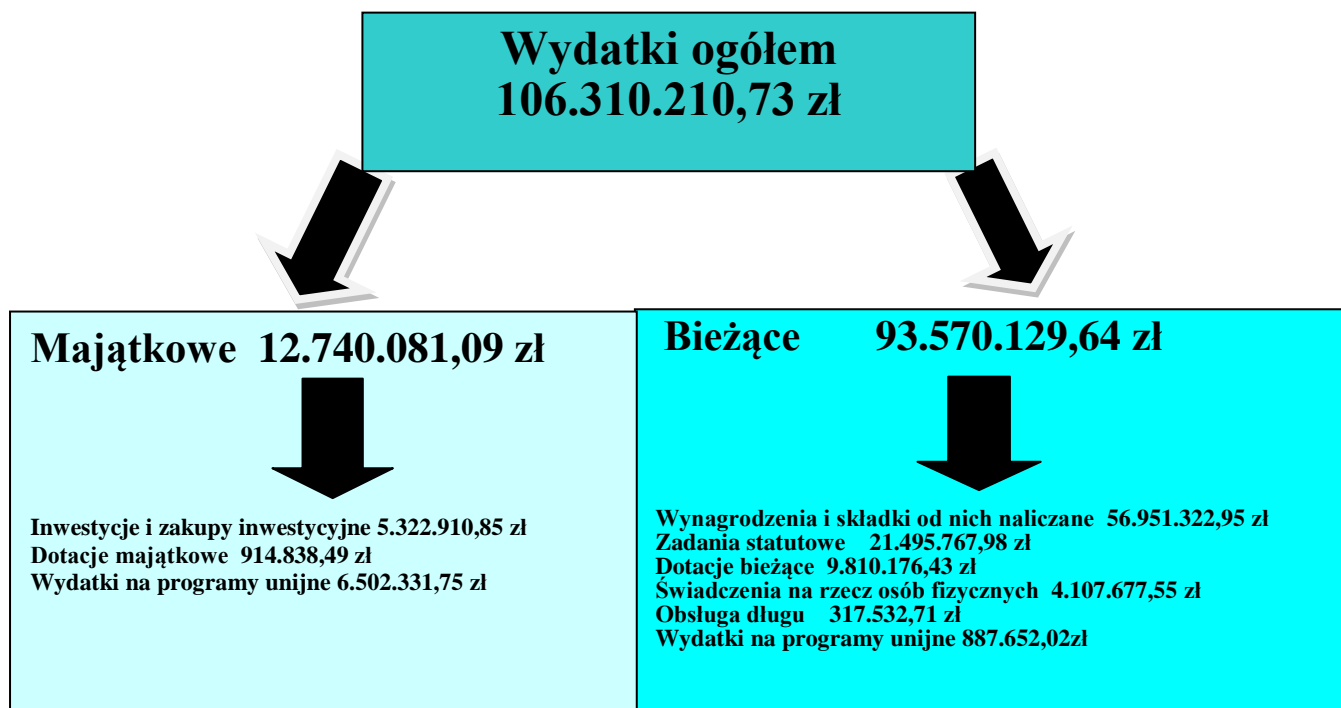 Wydatki ogółem
106.310.210,73 zł
Majątkowe 12.740.081,09 zł
Inwestycje i zakupy inwestycyjne 5.322.910,85 zł
Dotacje majątkowe 914.838,49 zł
Wydatki na programy unijne 6.502.331,75 zł
Bieżące 93.570.129,64 zł
Wynagrodzenia i składki od nich naliczane 56.951.322,95 zł
Zadania statutowe 21.495.767,98 zł
Dotacje bieżące 9.810.176,43 zł
Świadczenia na rzecz osób fizycznych 4.107.677,55 zł
Obsługa długu 317.532,71 zł
Wydatki na programy unijne 887.652,02zł